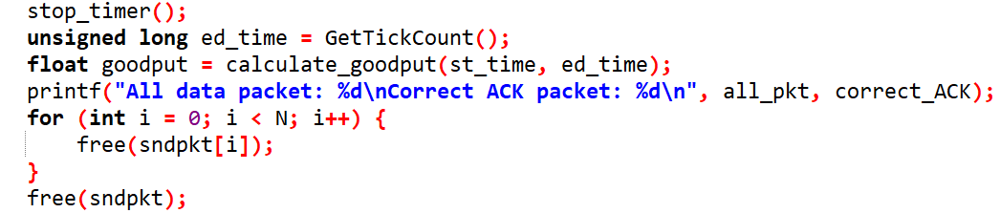 stop_timer();
unsigned long ed_time = GetTickCount();
float goodput = calculate_goodput(st_time, ed_time);
printf("All data packet: %d\nCorrect ACK packet: %d\n", all_pkt, correct_ACK);
for (int i = 0; i < N; i++) {
    free(sndpkt[i]);
}
free(sndpkt);